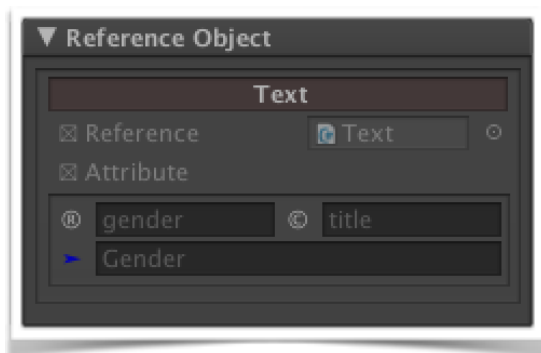 ▼ Reference Object
Text
☒ Reference Text ⊙
☒ Attribute
® gender © title
➤ Gender